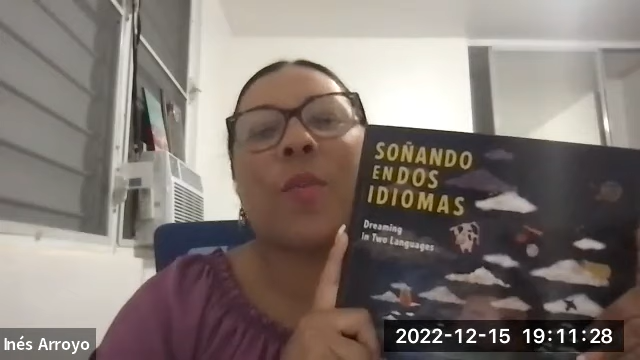 SOÑANDO
EN DOS
IDIOMAS
Dreaming
in Two Languages
Inés Arroyo
2022-12-15 19:11:28